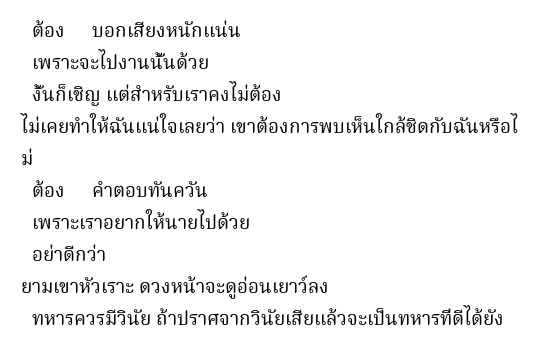 ต้อง     บอกเสียงหนักแน่น
เพราะจะไปงานนั้นด้วย
งั้นก็เชิญ แต่สำหรับเราคงไม่ต้อง
ไม่เคยทำให้ฉันแน่ใจเลยว่า เขาต้องการพบเห็นใกล้ชิดกับฉันหรือไ
ม่
ต้อง     คำตอบทันควัน
เพราะเราอยากให้นายไปด้วย
อย่าดีกว่า
ยามเขาหัวเราะ ดวงหน้าจะดูอ่อนเยาว์ลง
ทหารควรมีวินัย ถ้าปราศจากวินัยเสียแล้วจะเป็นทหารที่ดีได้ยัง